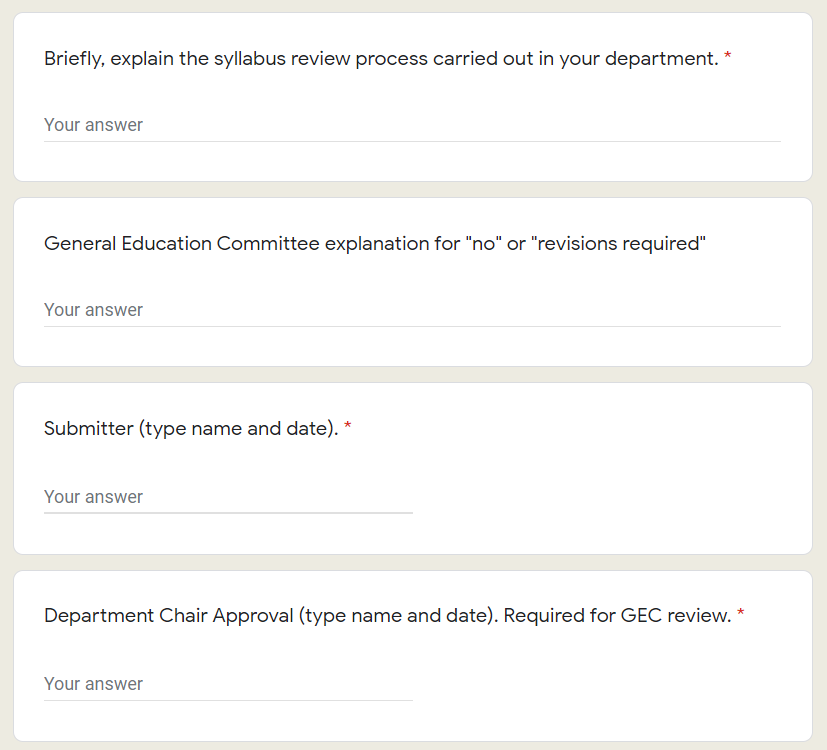 Briefly, explain the syllabus review process carried out in your department. *
Your answer
General Education Committee explanation for "no" or "revisions required"
Your answer
Submitter (type name and date). *
Your answer
Department Chair Approval (type name and date). Required for GEC review. *
Your answer